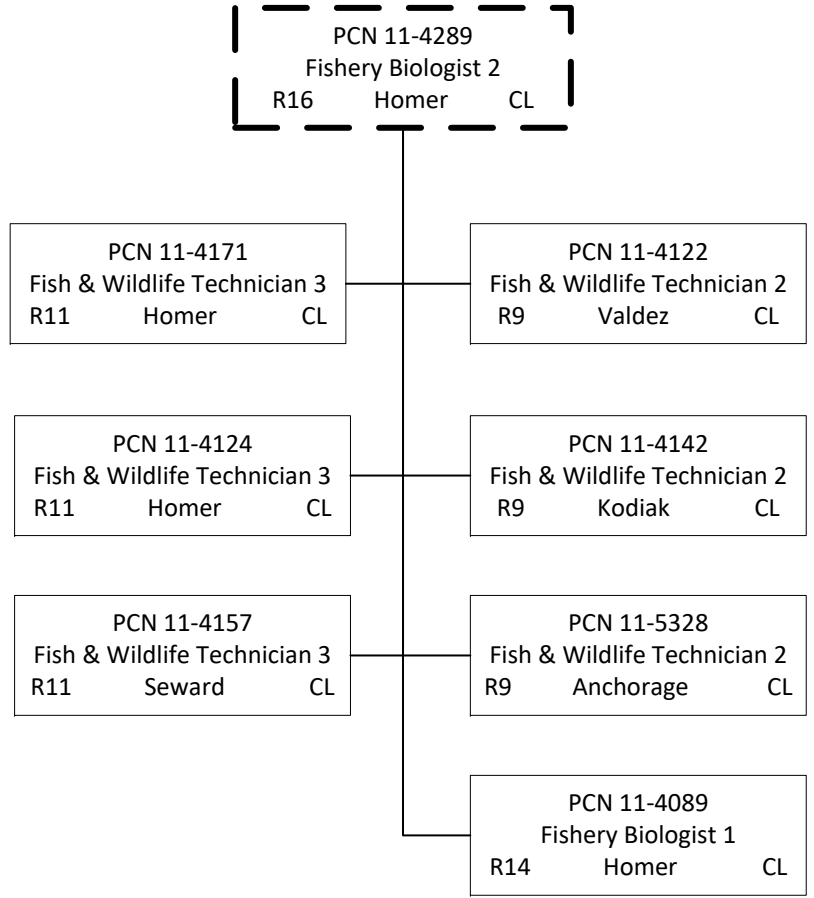 PCN 11-4289
Fishery Biologist 2
R16 Homer CL
PCN 11-4171
Fish & Wildlife Technician 3
R11 Homer CL
PCN 11-4122
Fish & Wildlife Technician 2
R9 Valdez CL
PCN 11-4124
Fish & Wildlife Technician 3
R11 Homer CL
PCN 11-4142
Fish & Wildlife Technician 2
R9 Kodiak CL
PCN 11-4157
Fish & Wildlife Technician 3
R11 Seward CL
PCN 11-5328
Fish & Wildlife Technician 2
R9 Anchorage CL
PCN 11-4089
Fishery Biologist 1
R14 Homer CL